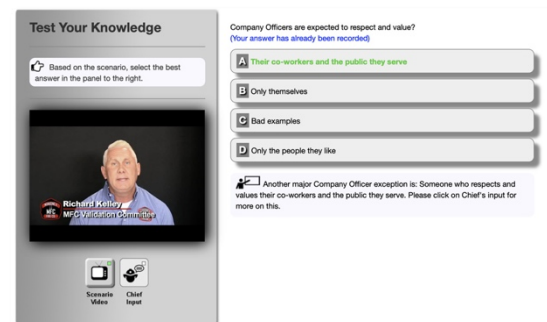 Test Your Knowledge
Based on the scenario, select the best
answer in the panel to the right.
Richard Kelley
MFC Validation Committee
Scenario
Video
Chief
Input
Company Officers are expected to respect and value?
(Your answer has already been recorded)
A Their co-workers and the public they serve
B Only themselves
C Bad examples
D Only the people they like
Another major Company Officer exception is: Someone who respects and
values their co-workers and the public they serve. Please click on Chief's input for
more on this.